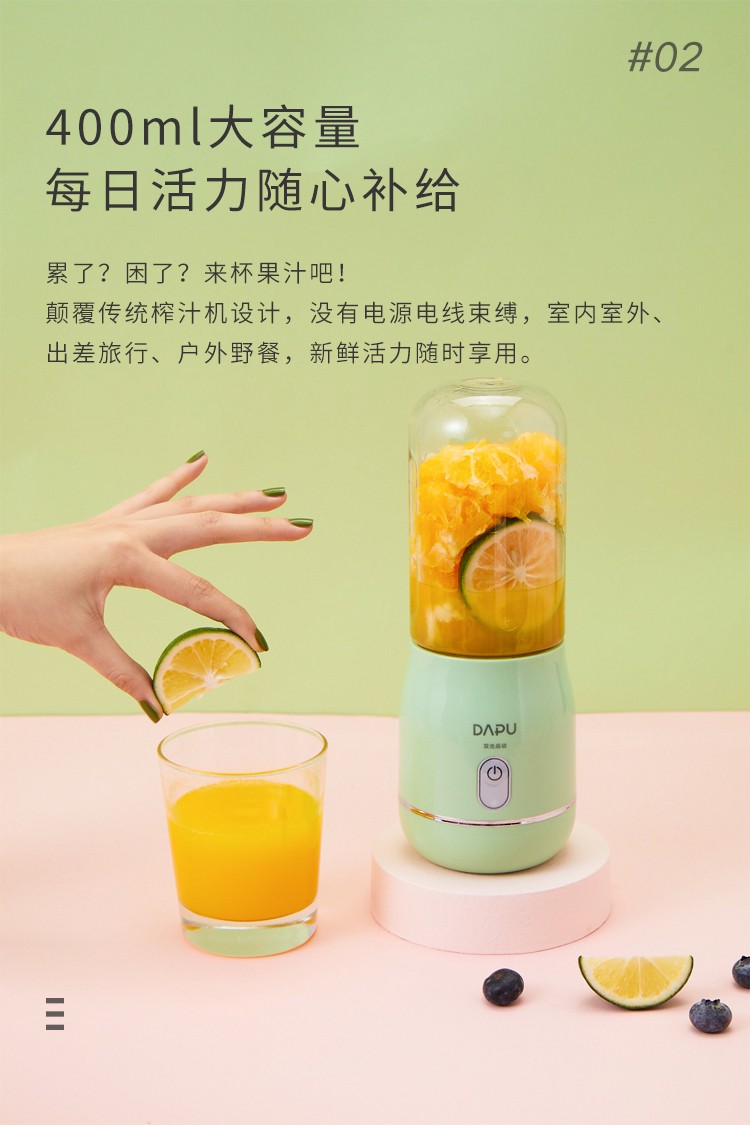 #02
400ml大容量
每日活力随心补给
累了？困了？来杯果汁吧！
颠覆传统榨汁机设计，没有电源电线束缚，室内室外、
出差旅行、户外野餐，新鲜活力随时享用。
DAPU